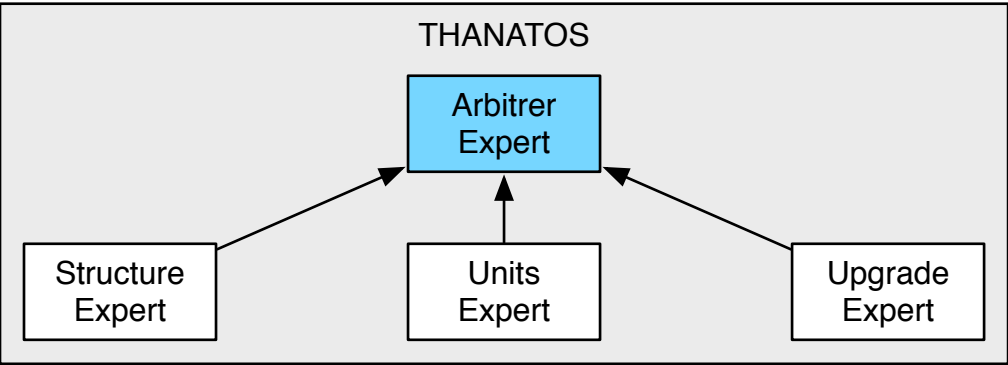 THANATOS
Arbitrer
Expert
Structure
Expert
Units
Expert
Upgrade
Expert